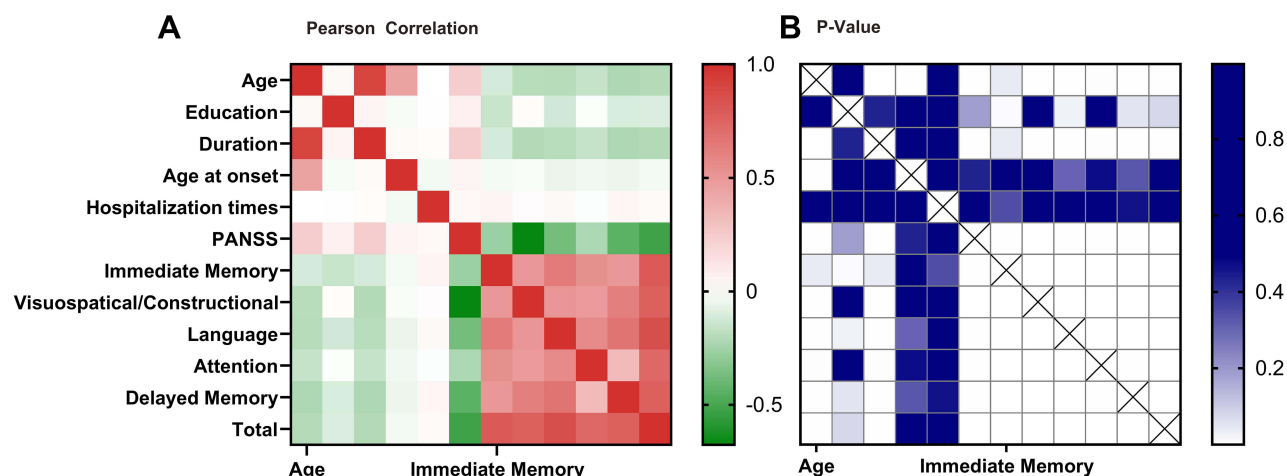 A Pearson Correlation
B P-Value
Age
Education
Duration
Age at onset
Hospitalization times
PANSS
Immediate Memory
Visuospatical/Constructional
Language
Attention
Delayed Memory
Total
1.0
0.5
0
-0.5
0.8
0.6
0.4
0.2
Age Immediate Memory
Age Immediate Memory